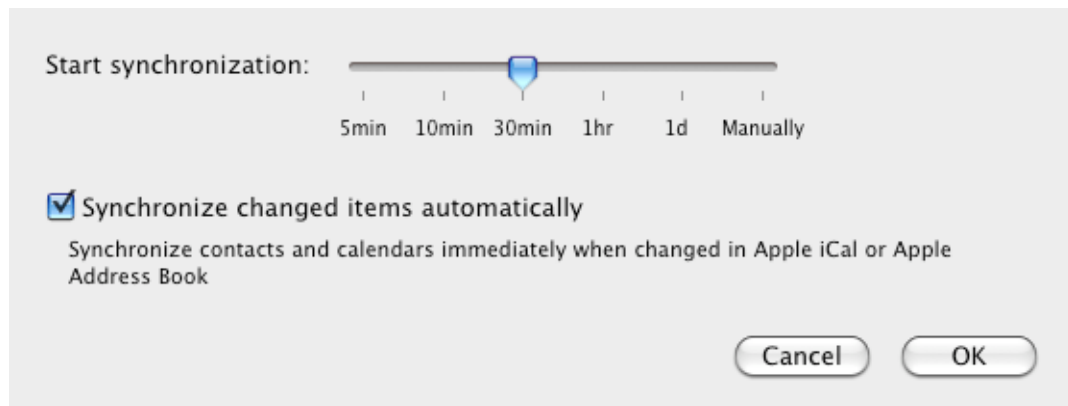 Start synchronization:
5min 10min 30min 1hr 1d Manually
Synchronize changed items automatically
Synchronize contacts and calendars immediately when changed in Apple iCal or Apple
Address Book
Cancel OK